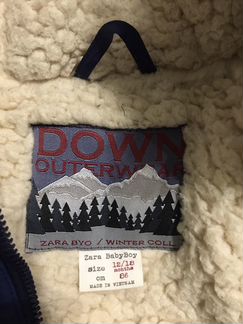 DOWN
OUTERWEAR
ZARA BYO / WINTER COLL
Zara BabyBoy
size 12/18 months
cm 86
MADE IN VIETNAM